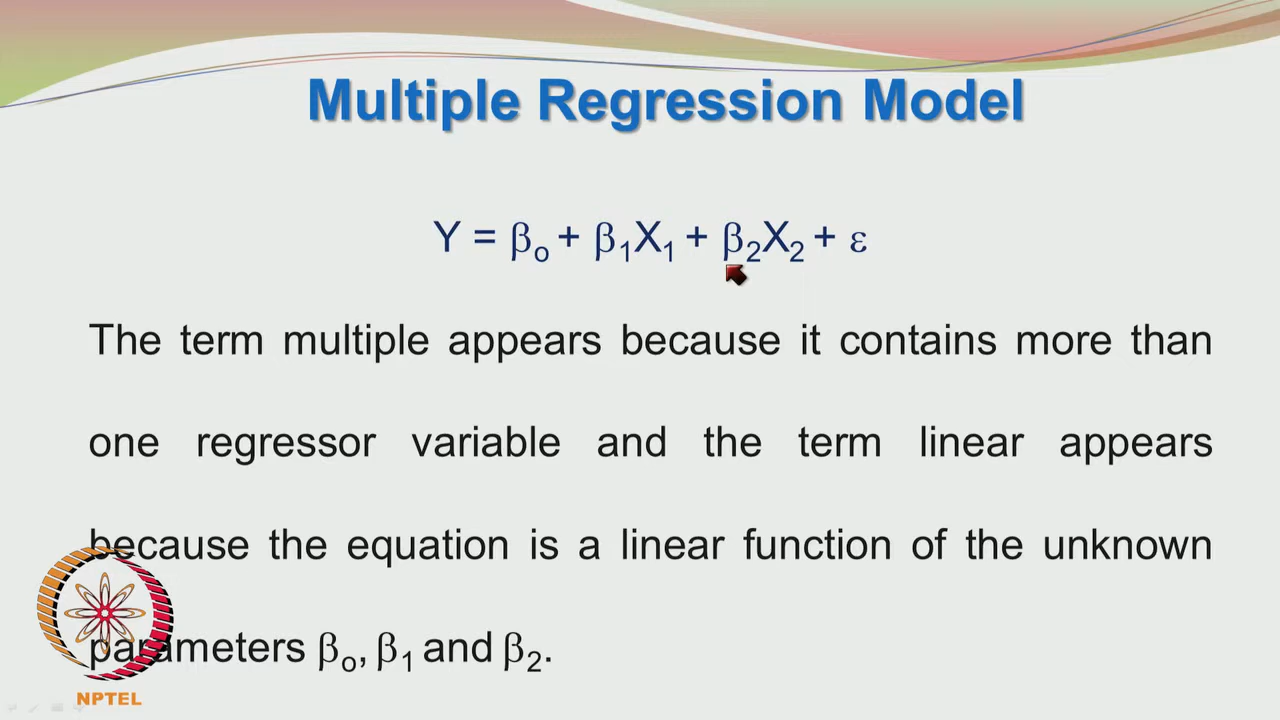 Multiple Regression Model
Y = βo + β1X1 + β2X2 + ε
The term multiple appears because it contains more than
one regressor variable and the term linear appears
because the equation is a linear function of the unknown
parameters βo, β1 and β2.
NPTEL